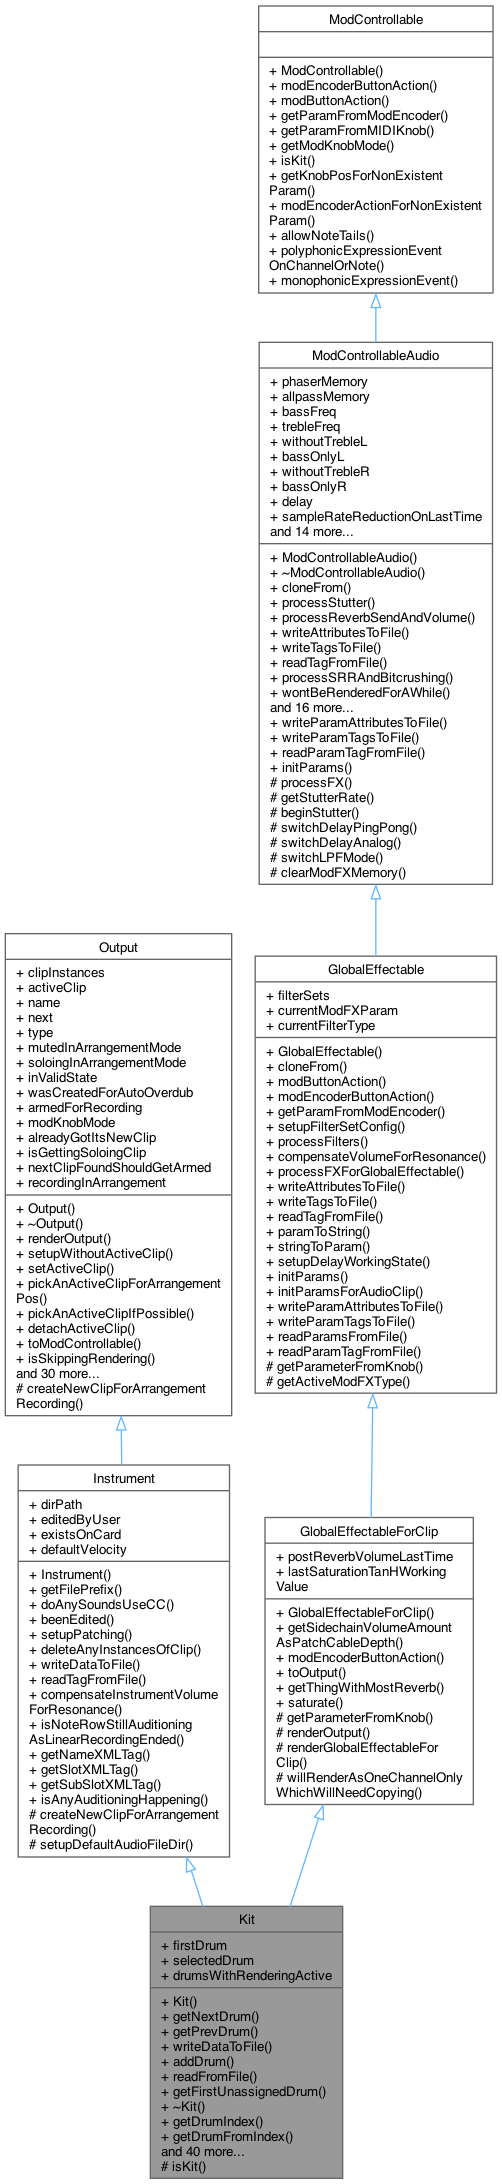 ModControllable
+ ModControllable()
+ modEncoderButtonAction()
+ modButtonAction()
+ getParamFromModEncoder()
+ getParamFromMIDIKnob()
+ getModKnobMode()
+ isKit()
+ getKnobPosForNonExistent
Param()
+ modEncoderActionForNonExistent
Param()
+ allowNoteTails()
+ polyphonicExpressionEvent
OnChannelOrNote()
+ monophonicExpressionEvent()
ModControllableAudio
+ phaserMemory
+ allpassMemory
+ bassFreq
+ trebleFreq
+ withoutTrebleL
+ bassOnlyL
+ withoutTrebleR
+ bassOnlyR
+ delay
+ sampleRateReductionOnLastTime
and 14 more...
+ ModControllableAudio()
+ ~ModControllableAudio()
+ cloneFrom()
+ processStutter()
+ processReverbSendAndVolume()
+ writeAttributesToFile()
+ writeTagsToFile()
+ readTagFromFile()
+ processSRRAndBitcrushing()
+ wontBeRenderedForAWhile()
and 16 more...
+ writeParamAttributesToFile()
+ writeParamTagsToFile()
+ readParamTagFromFile()
+ initParams()
# processFX()
# getStutterRate()
# beginStutter()
# switchDelayPingPong()
# switchDelayAnalog()
# switchLPFMode()
# clearModFXMemory()
Output
+ clipInstances
+ activeClip
+ name
+ next
+ type
+ mutedInArrangementMode
+ soloingInArrangementMode
+ inValidState
+ wasCreatedForAutoOverdub
+ armedForRecording
+ modKnobMode
+ alreadyGotItsNewClip
+ isGettingSoloingClip
+ nextClipFoundShouldGetArmed
+ recordingInArrangement
+ Output()
+ ~Output()
+ renderOutput()
+ setupWithoutActiveClip()
+ setActiveClip()
+ pickAnActiveClipForArrangement
Pos()
+ pickAnActiveClipIfPossible()
+ detachActiveClip()
+ toModControllable()
+ isSkippingRendering()
and 30 more...
# createNewClipForArrangement
Recording()
GlobalEffectable
+ filterSets
+ currentModFXParam
+ currentFilterType
+ GlobalEffectable()
+ cloneFrom()
+ modButtonAction()
+ modEncoderButtonAction()
+ getParamFromModEncoder()
+ setupFilterSetConfig()
+ processFilters()
+ compensateVolumeForResonance()
+ processFXForGlobalEffectable()
+ writeAttributesToFile()
+ writeTagsToFile()
+ readTagFromFile()
+ paramToString()
+ stringToParam()
+ setupDelayWorkingState()
+ initParams()
+ initParamsForAudioClip()
+ writeParamAttributesToFile()
+ writeParamTagsToFile()
+ readParamsFromFile()
+ readParamTagFromFile()
# getParameterFromKnob()
# getActiveModFXType()
Instrument
+ dirPath
+ editedByUser
+ existsOnCard
+ defaultVelocity
+ Instrument()
+ getFilePrefix()
+ doAnySoundsUseCC()
+ beenEdited()
+ setupPatching()
+ deleteAnyInstancesOfClip()
+ writeDataToFile()
+ readTagFromFile()
+ compensateInstrumentVolume
ForResonance()
+ isNoteRowStillAuditioning
AsLinearRecordingEnded()
+ getNameXMLTag()
+ getSlotXMLTag()
+ getSubSlotXMLTag()
+ isAnyAuditioningHappening()
# createNewClipForArrangement
Recording()
# setupDefaultAudioFileDir()
GlobalEffectableForClip
+ postReverbVolumeLastTime
+ lastSaturationTanHWorking
Value
+ GlobalEffectableForClip()
+ getSidechainVolumeAmount
AsPatchCableDepth()
+ modEncoderButtonAction()
+ toOutput()
+ getThingWithMostReverb()
+ saturate()
# getParameterFromKnob()
# renderOutput()
# renderGlobalEffectableFor
Clip()
# willRenderAsOneChannelOnly
WhichWillNeedCopying()
Kit
+ firstDrum
+ selectedDrum
+ drumsWithRenderingActive
+ Kit()
+ getNextDrum()
+ getPrevDrum()
+ writeDataToFile()
+ addDrum()
+ readFromFile()
+ getFirstUnassignedDrum()
+ ~Kit()
+ getDrumIndex()
+ getDrumFromIndex()
and 40 more...
# isKit()